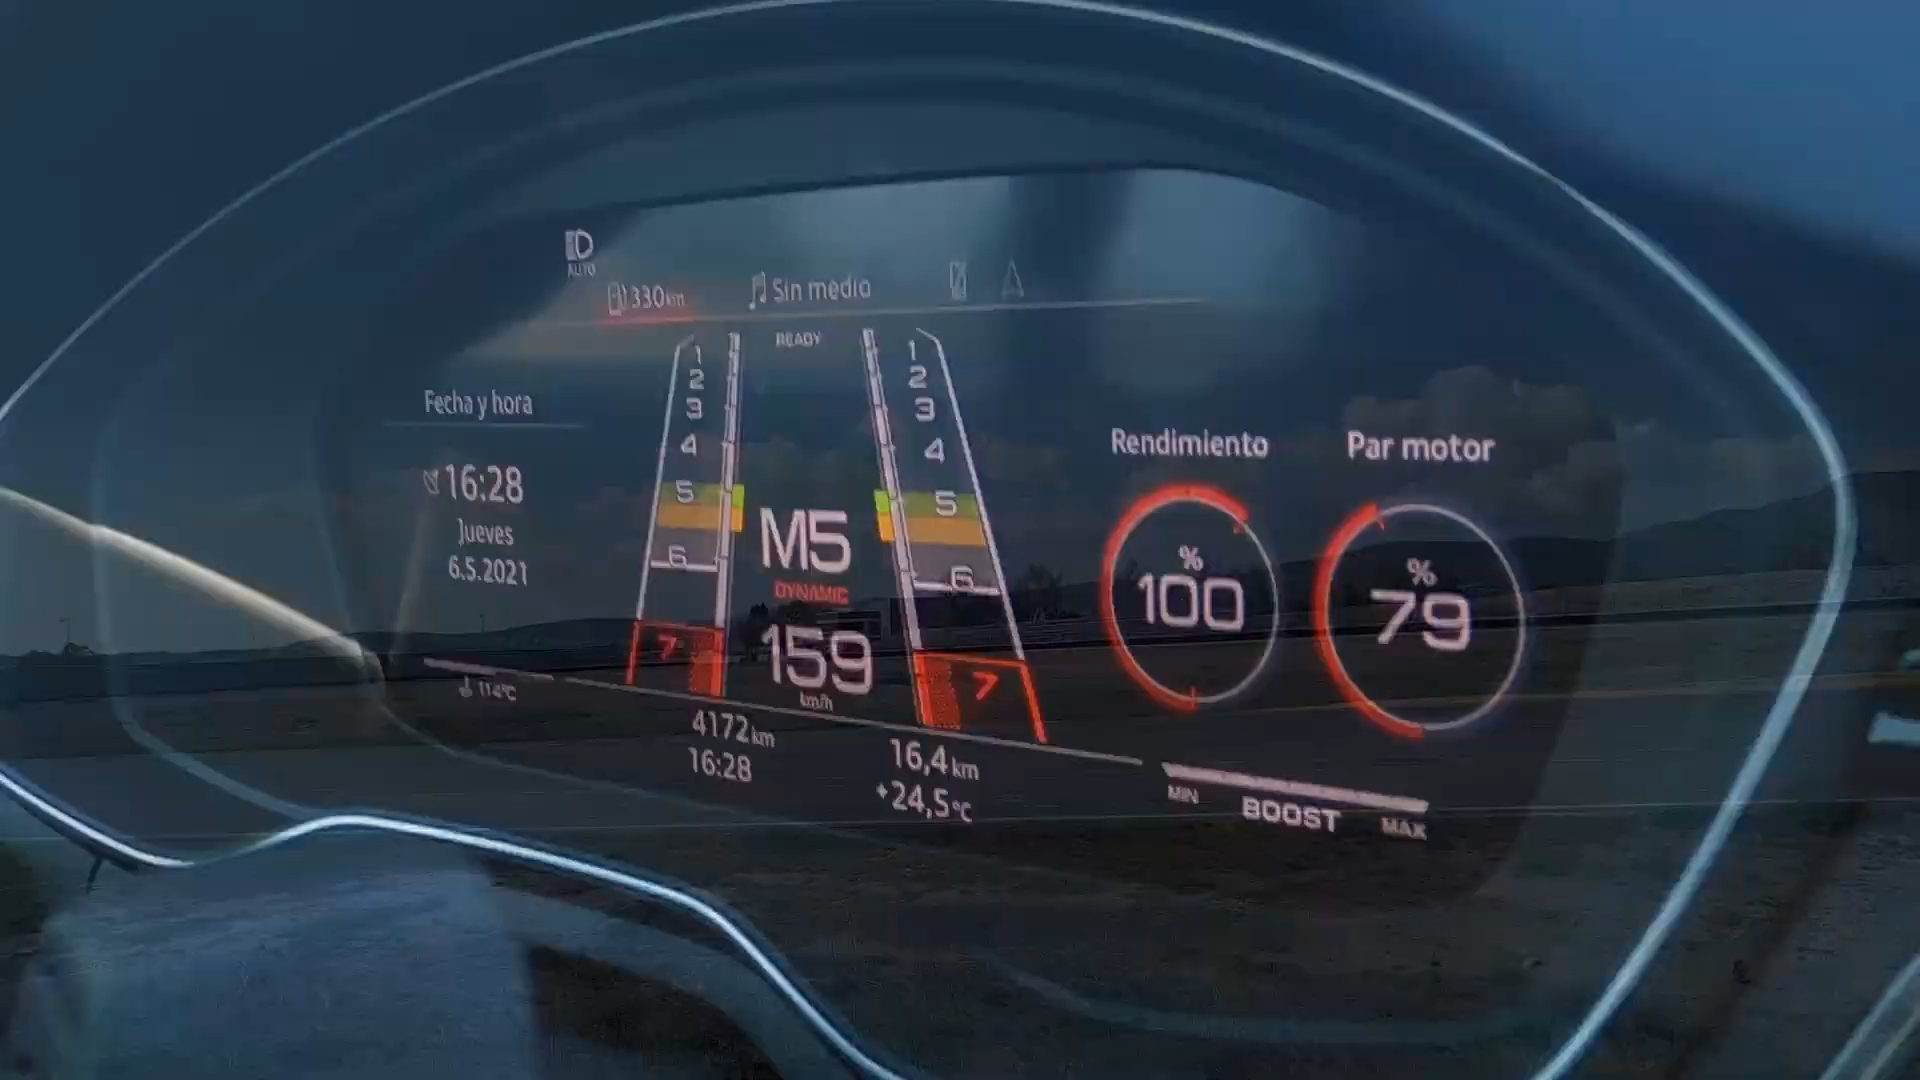 AUTO
330 km
Sin media
READY
1
2
3
4
5
6
7
1
2
3
4
5
6
7
Fecha y hora
16:28
Jueves
6.5.2021
M5
DYNAMIC
159
km/h
Rendimiento
%
100
Par motor
%
79
114°C
4172 km
16:28
16,4 km
+24,5 °C
MIN
BOOST
MAX